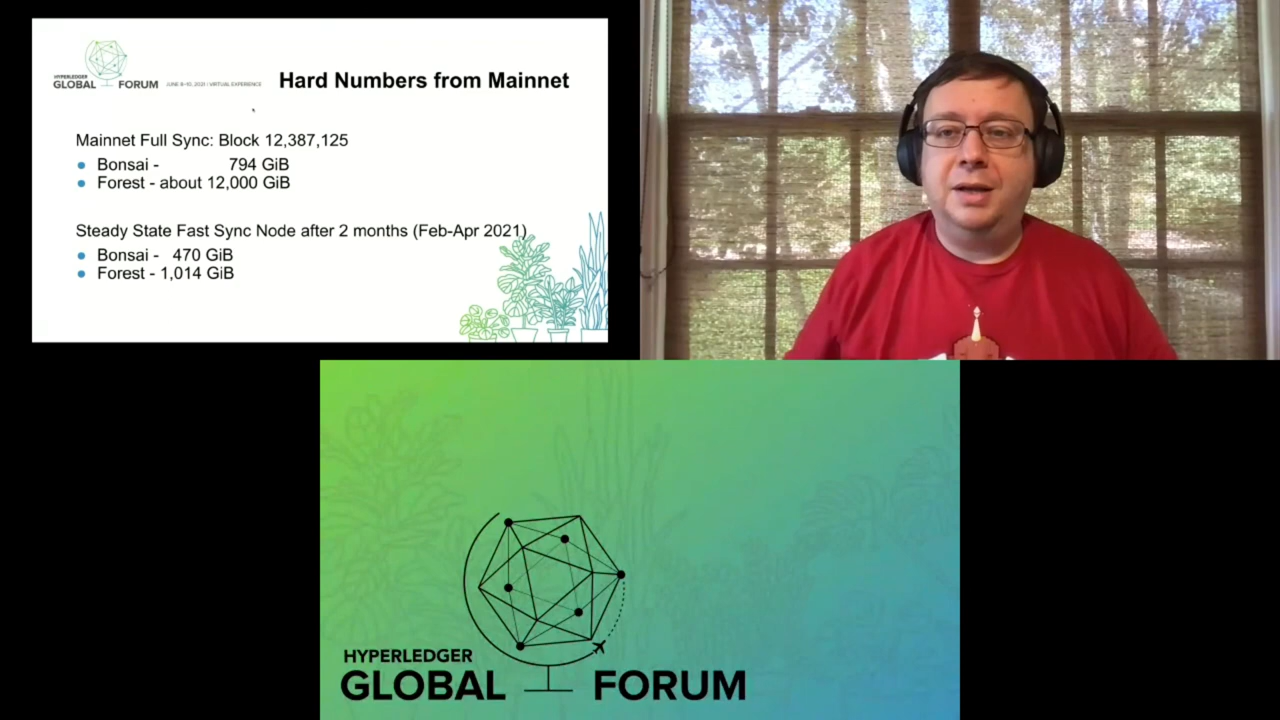 HYPERLEDGER
GLOBAL FORUM
JUNE 8-10, 2021 | VIRTUAL EXPERIENCE
Hard Numbers from Mainnet
Mainnet Full Sync: Block 12,387,125
Bonsai - 794 GiB
Forest - about 12,000 GiB
Steady State Fast Sync Node after 2 months (Feb-Apr 2021)
Bonsai - 470 GiB
Forest - 1,014 GiB
HYPERLEDGER
GLOBAL FORUM